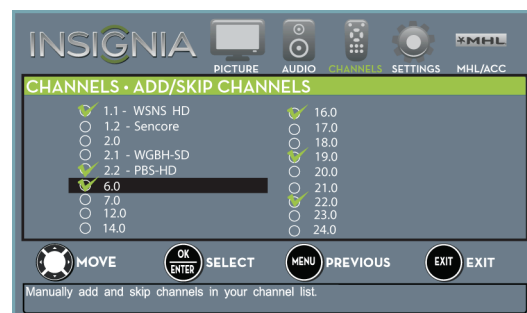 INSIGNIA
PICTURE AUDIO CHANNELS SETTINGS MHL MHL/ACC
CHANNELS • ADD/SKIP CHANNELS
1.1 - WSNS HD
1.2 - Sencore
2.0
2.1 - WGBH-SD
2.2 - PBS-HD
6.0
7.0
12.0
14.0
16.0
17.0
18.0
19.0
20.0
21.0
22.0
23.0
24.0
MOVE OK ENTER SELECT MENU PREVIOUS EXIT EXIT
Manually add and skip channels in your channel list.